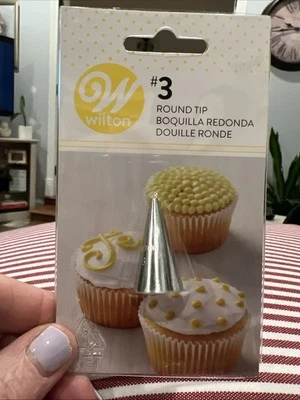 W
wilton
#3
ROUND TIP
BOQUILLA REDONDA
DOUILLE RONDE